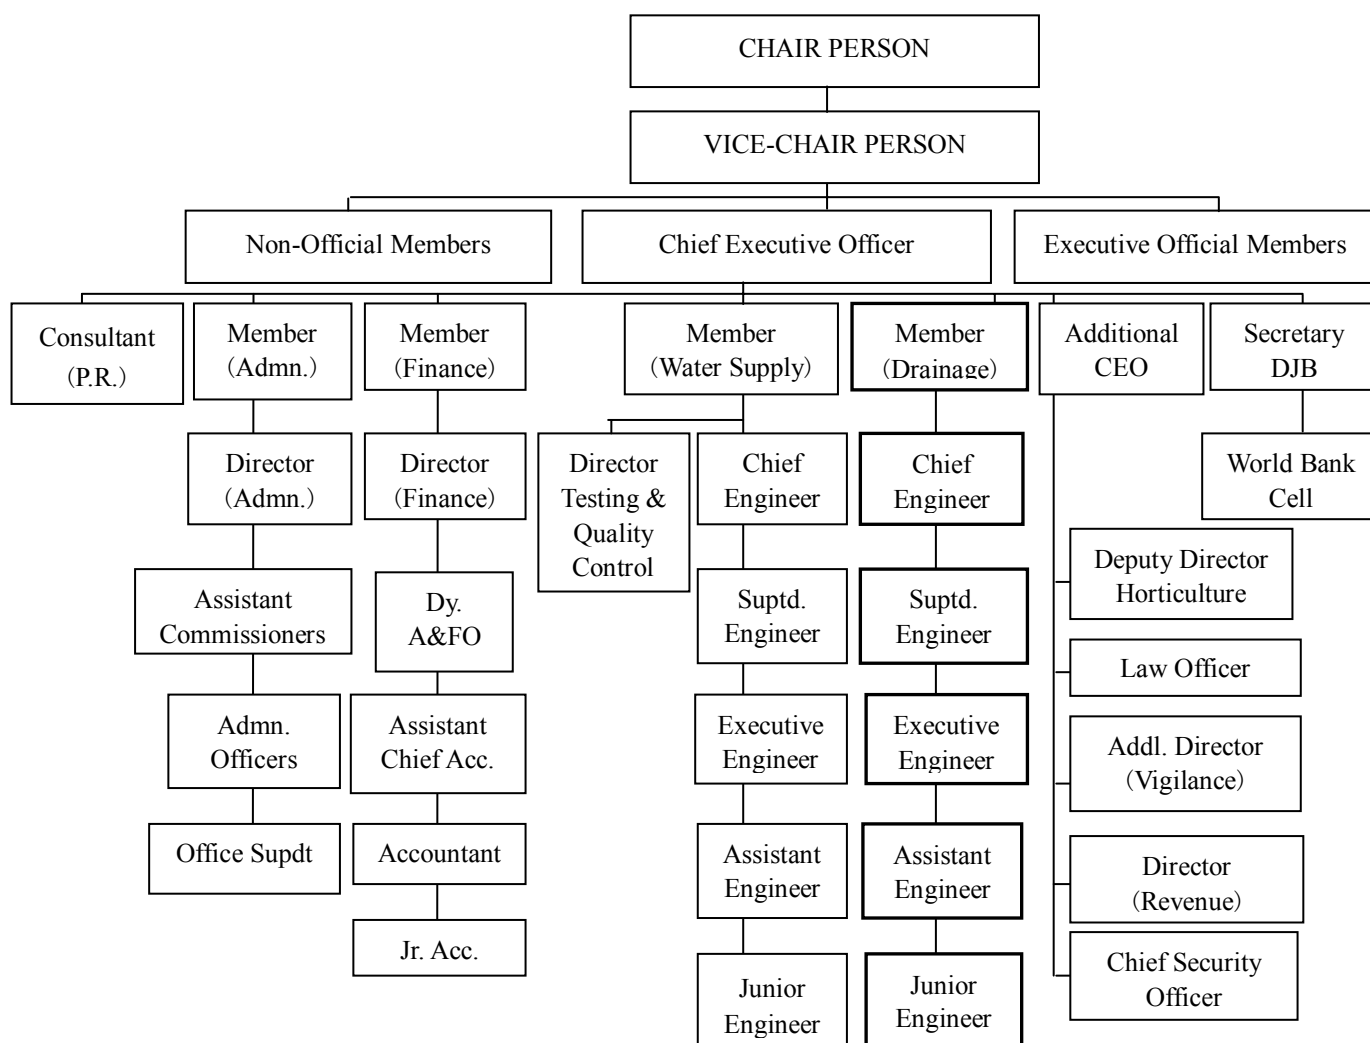 CHAIR PERSON
VICE-CHAIR PERSON
Non-Official Members
Chief Executive Officer
Executive Official Members
Consultant
(P.R.)
Member
(Admn.)
Member
(Finance)
Member
(Water Supply)
Member
(Drainage)
Additional
CEO
Secretary
DJB
Director
(Admn.)
Director
(Finance)
Director
Testing &
Quality
Control
Chief
Engineer
Chief
Engineer
World Bank
Cell
Assistant
Commissioners
Dy.
A&FO
Suptd.
Engineer
Suptd.
Engineer
Deputy Director
Horticulture
Law Officer
Admn.
Officers
Assistant
Chief Acc.
Executive
Engineer
Executive
Engineer
Addl. Director
(Vigilance)
Office Supdt
Accountant
Assistant
Engineer
Assistant
Engineer
Director
(Revenue)
Jr. Acc.
Junior
Engineer
Junior
Engineer
Chief Security
Officer